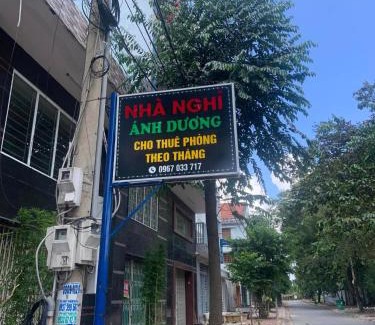 NHÀ NGHỈ
ÁNH DƯƠNG
CHO THUÊ PHÒNG
THEO THÁNG
0967 033 717